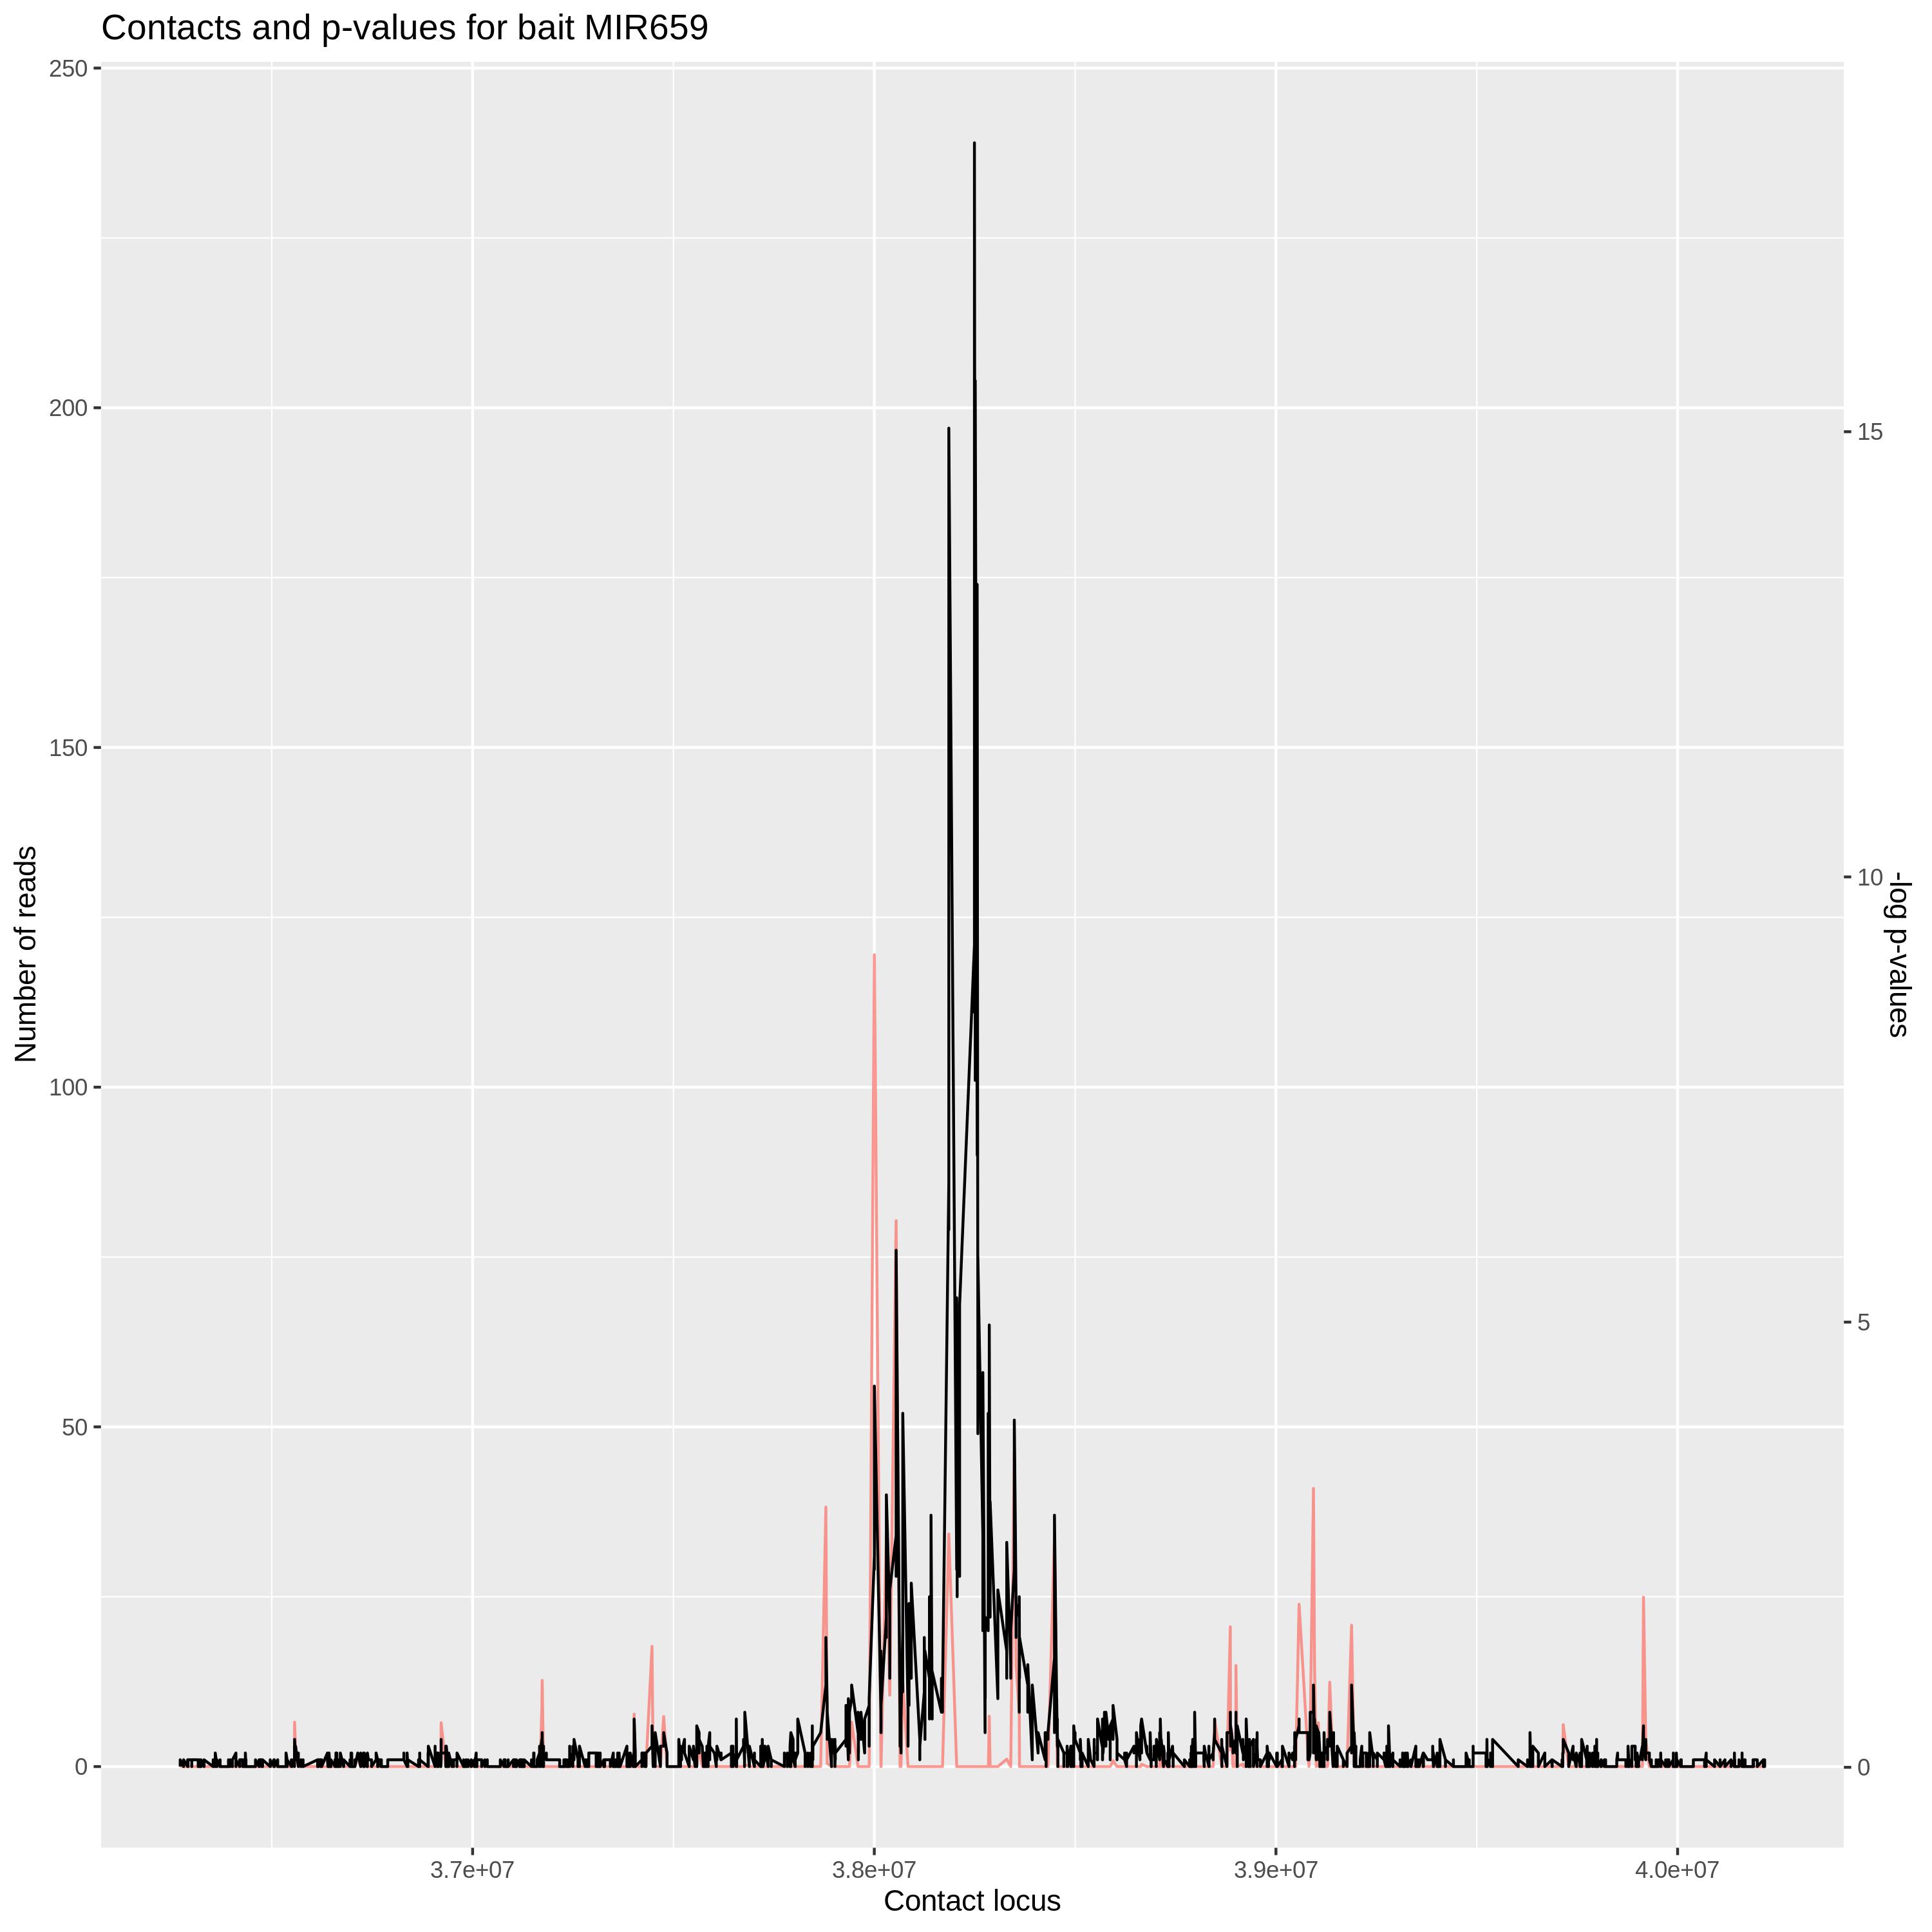 Contacts and p-values for bait MIR659
250
200
150
100
50
0
Number of reads
15
10
5
0
-log p-values
3.7e+07
3.8e+07
3.9e+07
4.0e+07
Contact locus